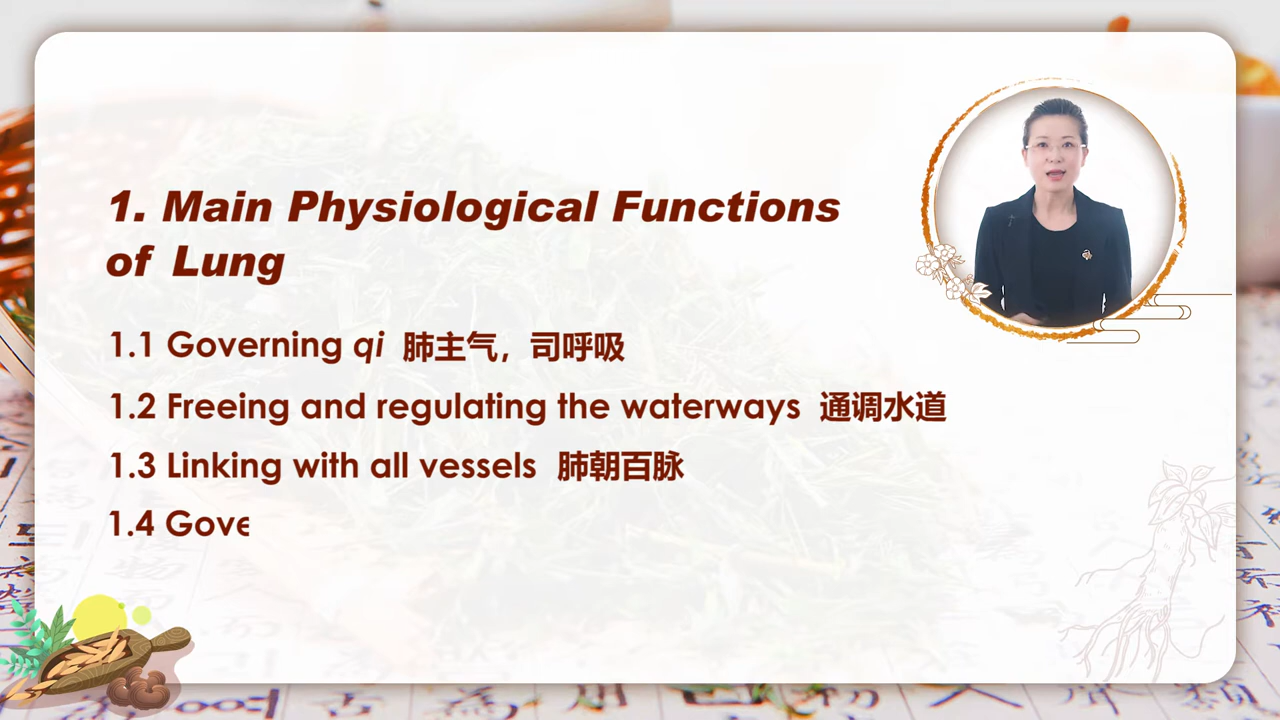 1. Main Physiological Functions
of Lung
1.1 Governing qi 肺主气，司呼吸
1.2 Freeing and regulating the waterways 通调水道
1.3 Linking with all vessels 肺朝百脉
1.4 Gove